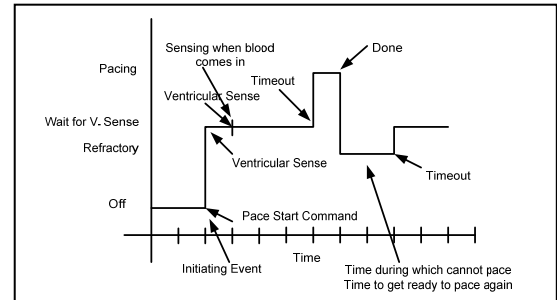 Sensing when blood
comes in
Done
Pacing
Timeout
Ventricular Sense
Wait for V. Sense
Ventricular Sense
Refractory
Timeout
Off
Pace Start Command
Time
Initiating Event
Time during which cannot pace
Time to get ready to pace again